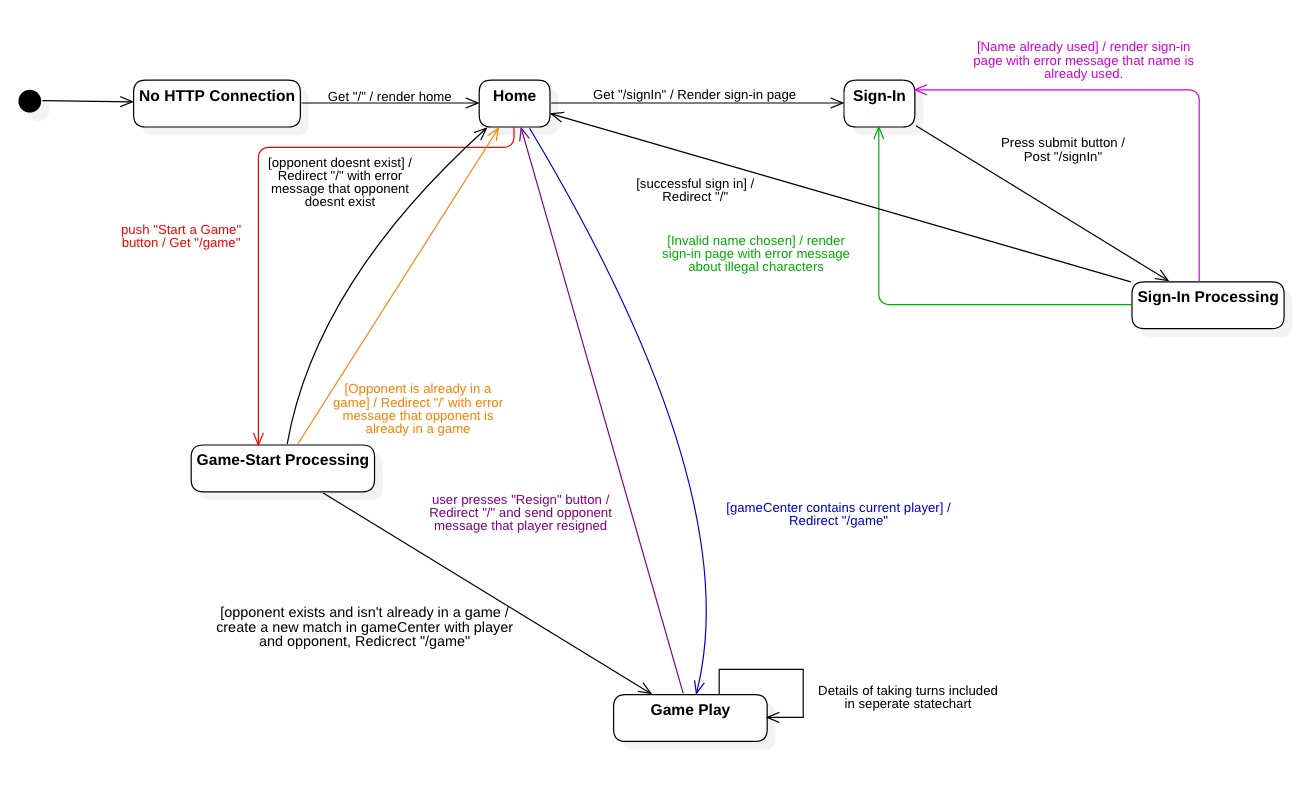 [Name already used] / render sign-in
page with error message that name is
already used.
No HTTP Connection
Get "/" / render home
Home
Get "/signIn" / Render sign-in page
Sign-In
Press submit button /
Post "/signIn"
[opponent doesnt exist] /
Redirect "/" with error
message that opponent
doesnt exist
[successful sign in] /
Redirect "/"
push "Start a Game"
button / Get "/game"
[Invalid name chosen] / render
sign-in page with error message
about illegal characters
Sign-In Processing
[Opponent is already in a
game] / Redirect "/' with error
message that opponent is
already in a game
Game-Start Processing
user presses "Resign" button /
Redirect "/" and send opponent
message that player resigned
[gameCenter contains current player] /
Redirect "/game"
[opponent exists and isn't already in a game /
create a new match in gameCenter with player
and opponent, Redicrect "/game"
Game Play
Details of taking turns included
in seperate statechart